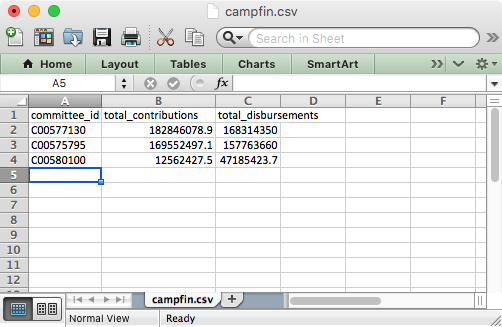 campfin.csv
Search in Sheet
Home Layout Tables Charts SmartArt
A5 fx
A B C D E F
1 committee_id total_contributions total_disbursements
2 C00577130 182846078.9 168314350
3 C00575795 169552497.1 157763660
4 C00580100 12562427.5 47185423.7
5
6
7
8
9
10
11
12
campfin.csv
Normal View Ready